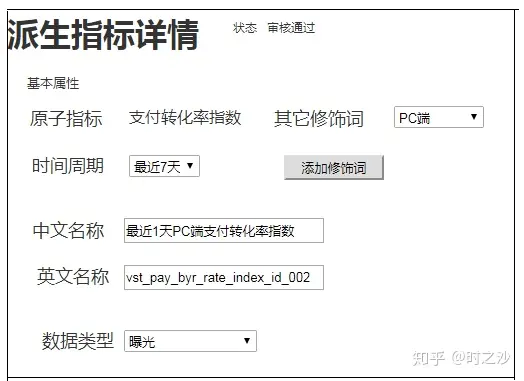 派生指标详情 状态 审核通过
基本属性
原子指标 支付转化率指数 其它修饰词 PC端
时间周期 最近7天 添加修饰词
中文名称 最近1天PC端支付转化率指数
英文名称 vst_pay_byr_rate_index_id_002
数据类型 曝光
知乎 @时之沙